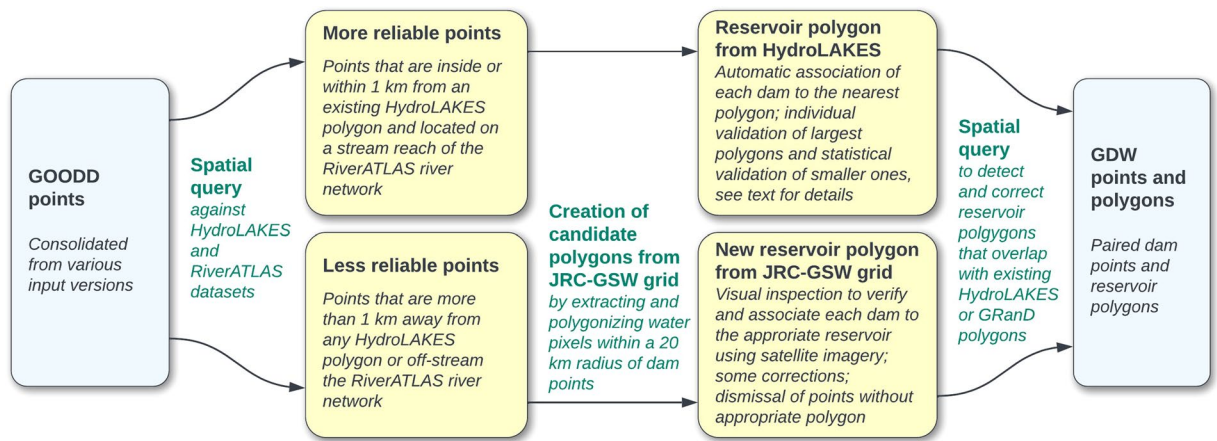 GOODD
points
Consolidated
from various
input versions
Spatial
query
against
HydroLAKES
and
RiverATLAS
datasets
More reliable points
Points that are inside or
within 1 km from an
existing HydroLAKES
polygon and located on
a stream reach of the
RiverATLAS river
network
Less reliable points
Points that are more
than 1 km away from
any HydroLAKES
polygon or off-stream
the RiverATLAS river
network
Creation of
candidate
polygons from
JRC-GSW grid
by extracting and
polygonizing water
pixels within a 20
km radius of dam
points
Reservoir polygon
from HydroLAKES
Automatic association of
each dam to the nearest
polygon; individual
validation of largest
polygons and statistical
validation of smaller ones,
see text for details
New reservoir polygon
from JRC-GSW grid
Visual inspection to verify
and associate each dam to
the approriate reservoir
using satellite imagery;
some corrections;
dismissal of points without
appropriate polygon
Spatial
query
to detect
and correct
reservoir
polgygons
that overlap
with existing
HydroLAKES
or GRanD
polygons
GDW
points and
polygons
Paired dam
points and
reservoir
polygons